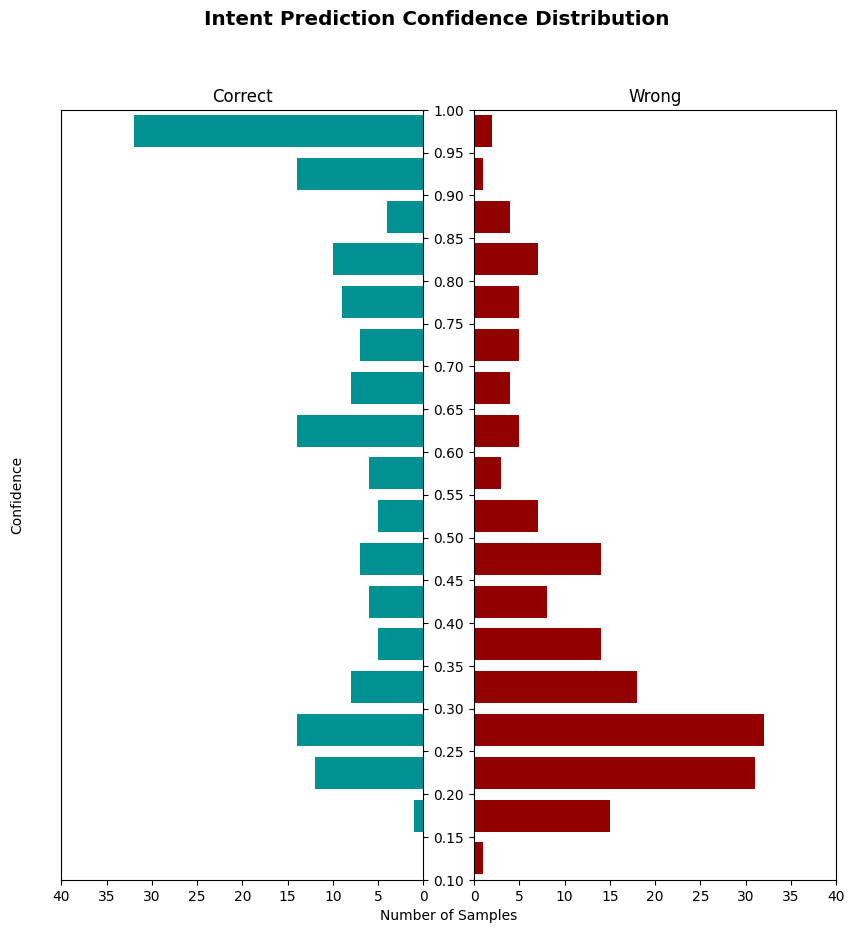 Intent Prediction Confidence Distribution
Correct
Wrong
1.00
0.95
0.90
0.85
0.80
0.75
0.70
0.65
0.60
0.55
0.50
0.45
0.40
0.35
0.30
0.25
0.20
0.15
0.10
Confidence
40 35 30 25 20 15 10 5 0
0 5 10 15 20 25 30 35 40
Number of Samples